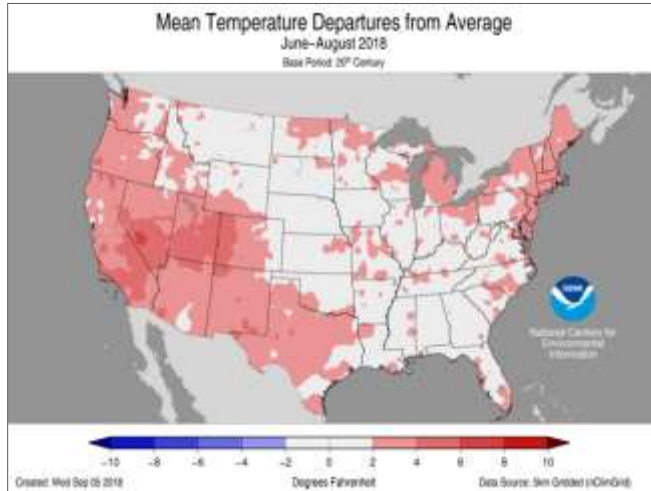 Mean Temperature Departures from Average
June–August 2018
Base Period: 20th Century
NOAA
National Centers for
Environmental
Information
-10 -8 -6 -4 -2 0 2 4 6 8 10
Created: Wed Sep 05 2018 Degrees Fahrenheit Data Source: 5km Gridded (nClimGrid)